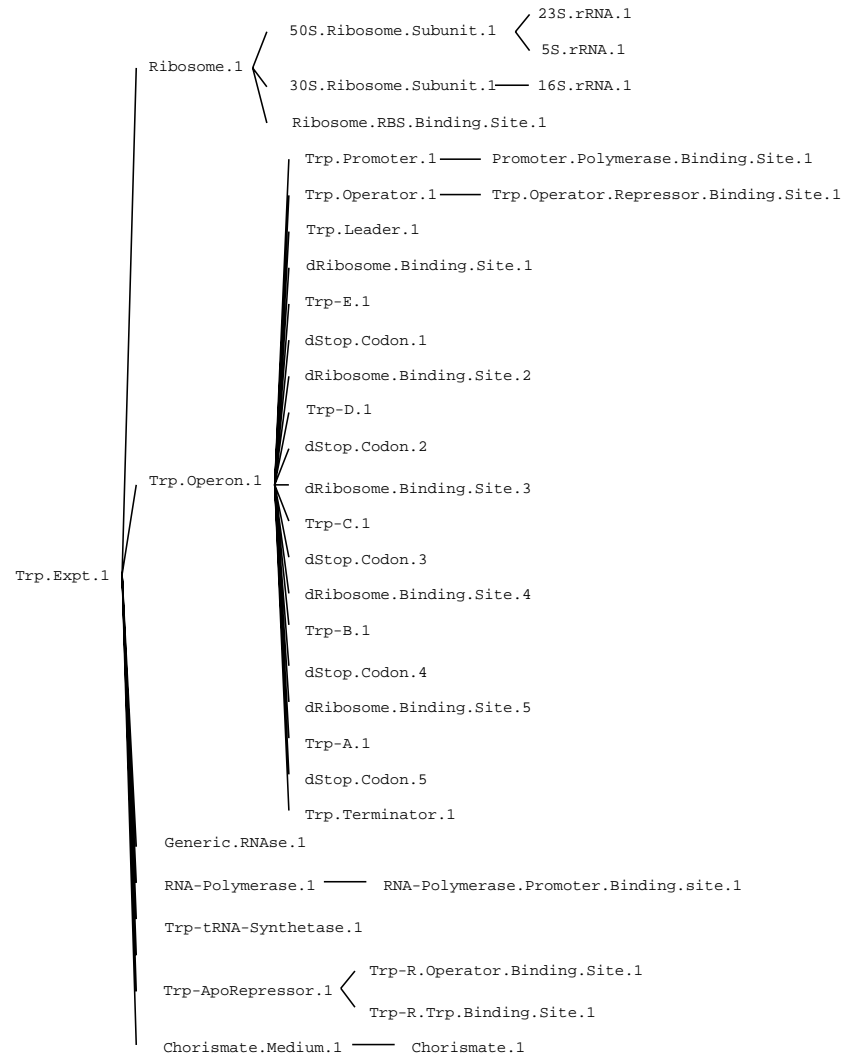 23S.rRNA.1
50S.Ribosome.Subunit.1
5S.rRNA.1
Ribosome.1
30S.Ribosome.Subunit.1 16S.rRNA.1
Ribosome.RBS.Binding.Site.1
Trp.Promoter.1 Promoter.Polymerase.Binding.Site.1
Trp.Operator.1 Trp.Operator.Repressor.Binding.Site.1
Trp.Leader.1
dRibosome.Binding.Site.1
Trp-E.1
dStop.Codon.1
dRibosome.Binding.Site.2
Trp-D.1
dStop.Codon.2
Trp.Operon.1
dRibosome.Binding.Site.3
Trp-C.1
dStop.Codon.3
Trp.Expt.1
dRibosome.Binding.Site.4
Trp-B.1
dStop.Codon.4
dRibosome.Binding.Site.5
Trp-A.1
dStop.Codon.5
Trp.Terminator.1
Generic.RNAse.1
RNA-Polymerase.1 RNA-Polymerase.Promoter.Binding.site.1
Trp-tRNA-Synthetase.1
Trp-R.Operator.Binding.Site.1
Trp-ApoRepressor.1
Trp-R.Trp.Binding.Site.1
Chorismate.Medium.1 Chorismate.1